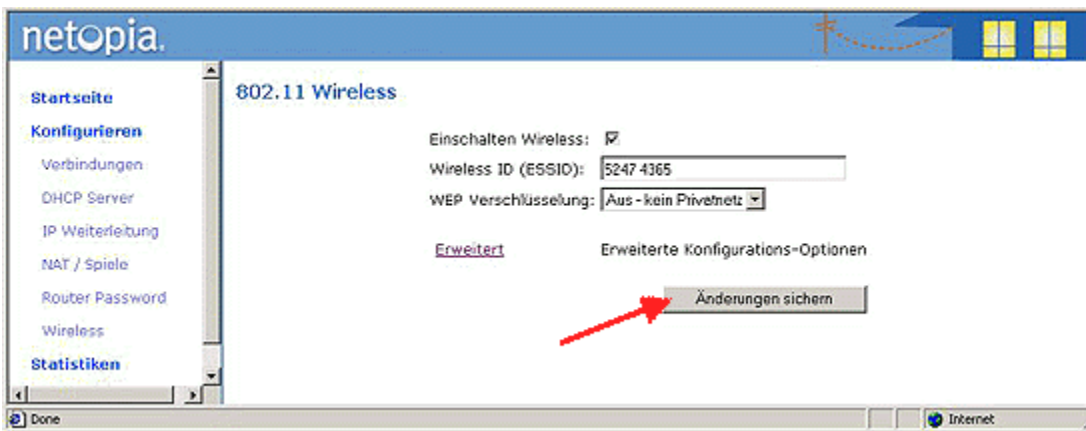 netopia.
Startseite
Konfigurieren
Verbindungen
DHCP Server
IP Weiterleitung
NAT / Spiele
Router Password
Wireless
Statistiken
802.11 Wireless
Einschalten Wireless:
Wireless ID (ESSID): 5247 4365
WEP Verschlüsselung: Aus - kein Privatnetz
Erweitert Erweiterte Konfigurations-Optionen
Änderungen sichern
Done Internet